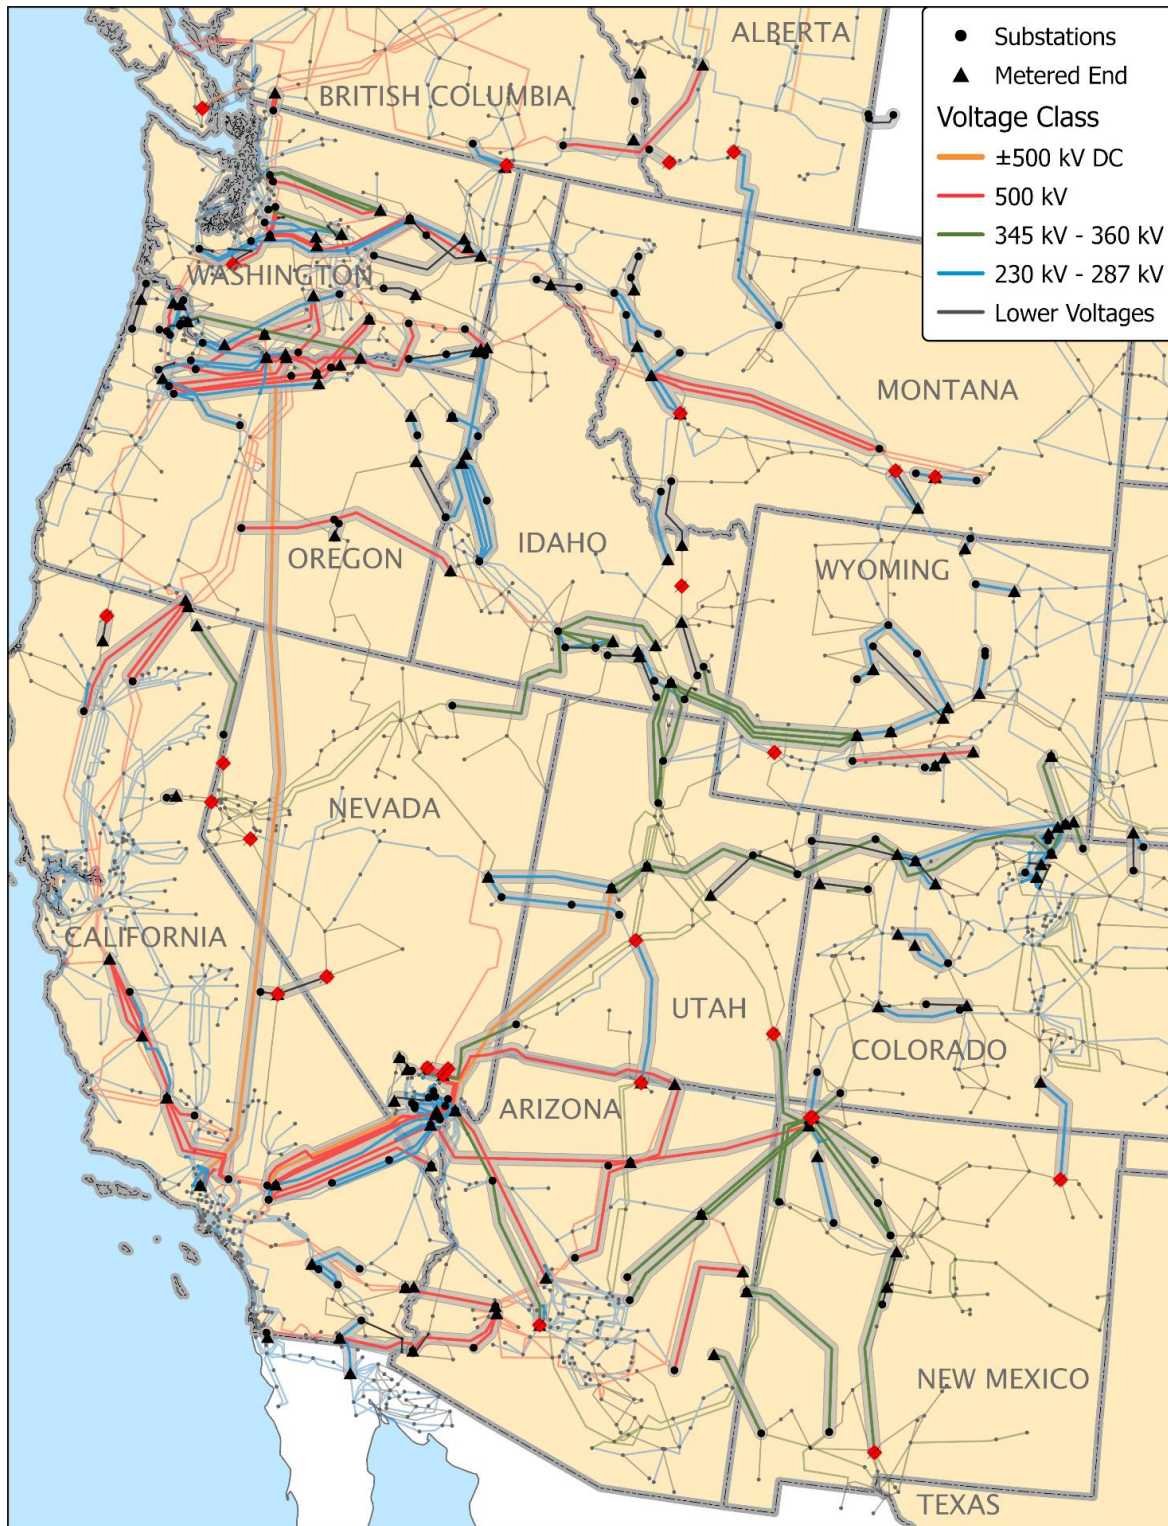 ALBERTA
Substations
Metered End
BRITISH COLUMBIA
Voltage Class
±500 kV DC
500 kV
345 kV - 360 kV
230 kV - 287 kV
Lower Voltages
WASHINGTON
MONTANA
OREGON
IDAHO
WYOMING
NEVADA
CALIFORNIA
UTAH
COLORADO
ARIZONA
NEW MEXICO
TEXAS